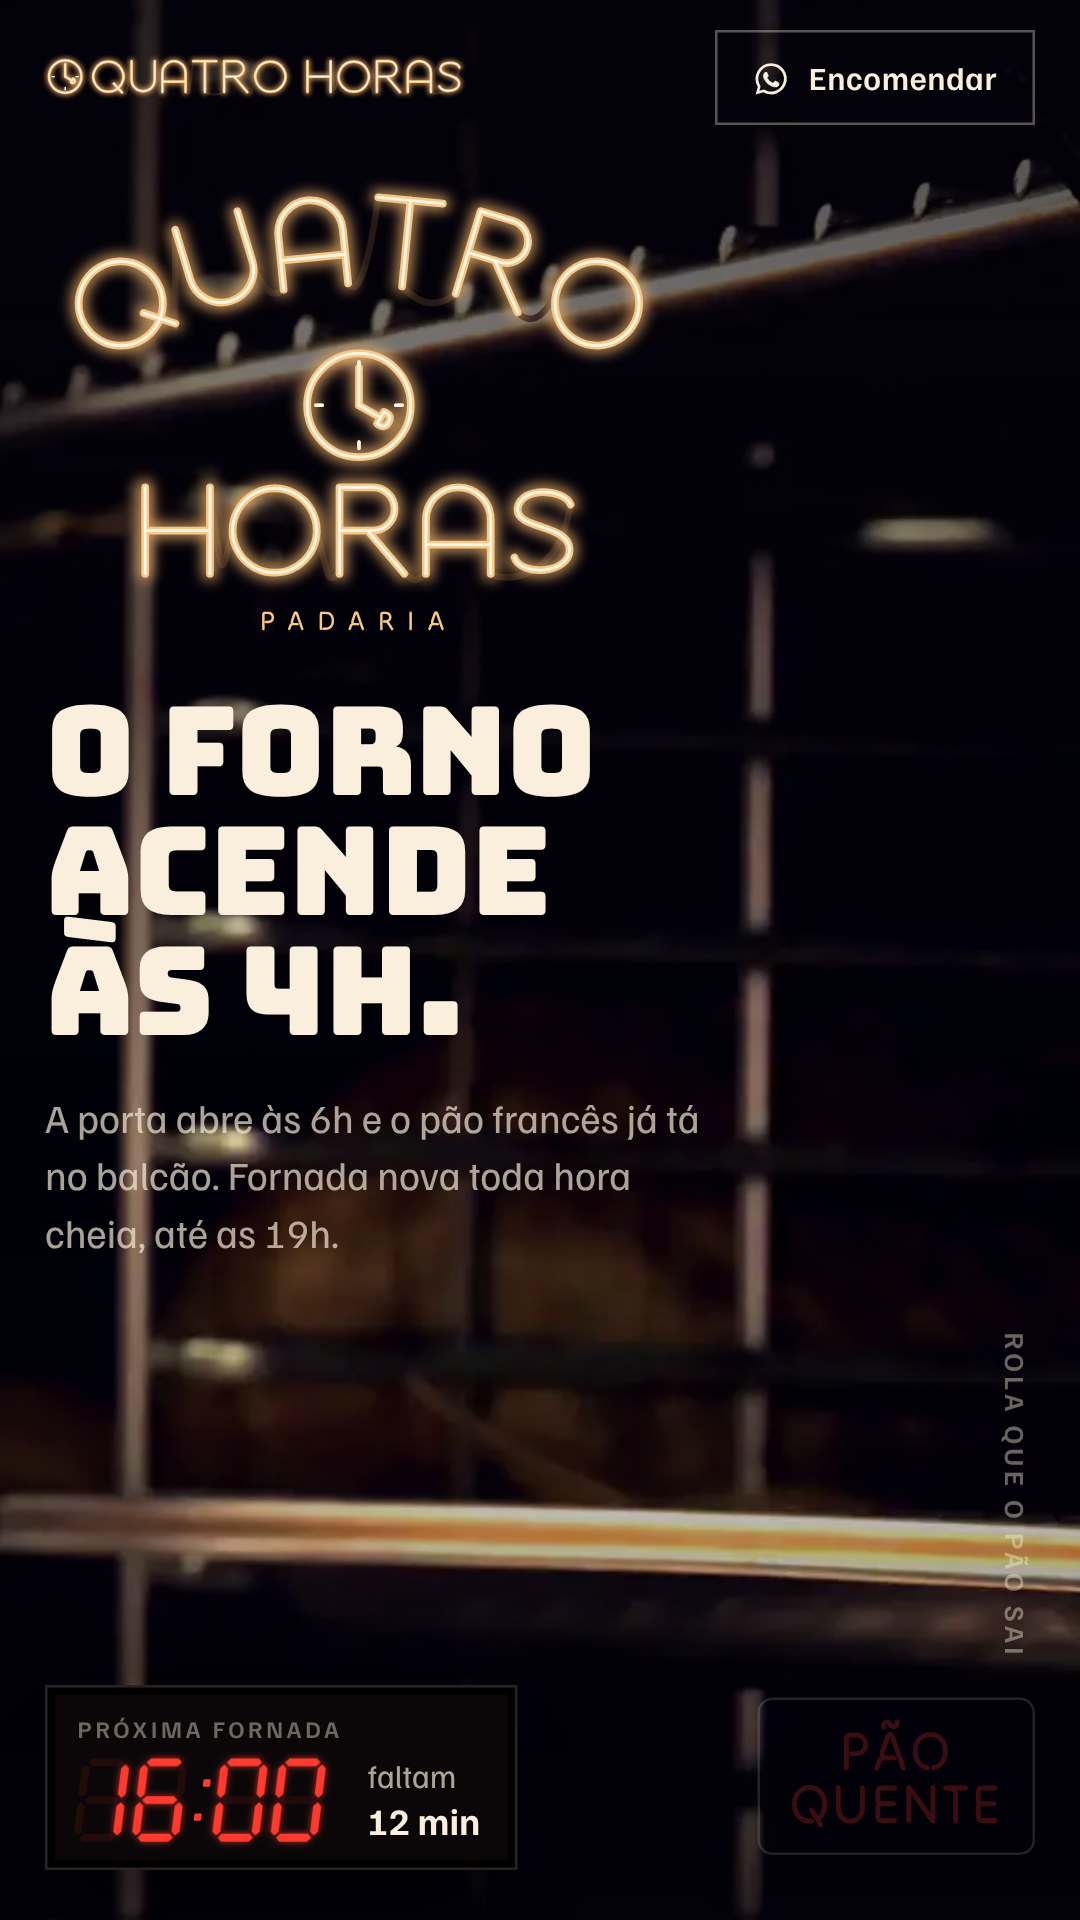 QUATRO HORAS
Encomendar
QUATRO
HORAS
PADARIA
O FORNO
ACENDE
ÀS 4H.
A porta abre às 6h e o pão francês já tá
no balcão. Fornada nova toda hora
cheia, até as 19h.
ROLA QUE O PÃO SAI
PRÓXIMA FORNADA
16:00
faltam
12 min
PÃO
QUENTE